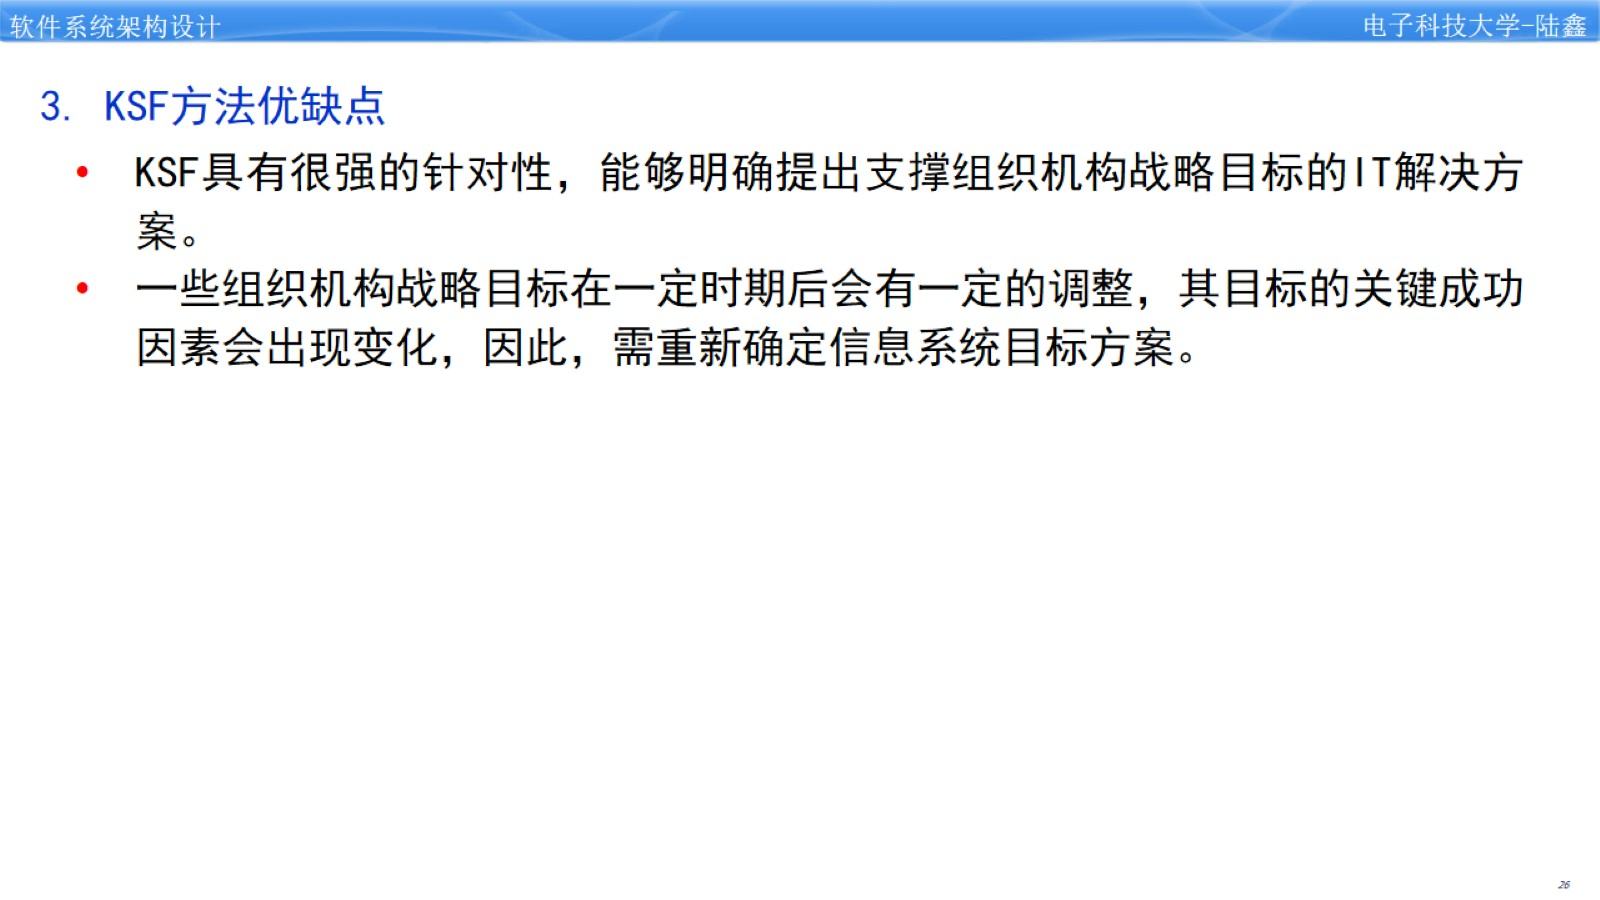 软件系统架构设计
电子科技大学-陆鑫
3. KSF方法优缺点
• KSF具有很强的针对性，能够明确提出支撑组织机构战略目标的IT解决方
案。
• 一些组织机构战略目标在一定时期后会有一定的调整，其目标的关键成功
因素会出现变化，因此，需重新确定信息系统目标方案。
26